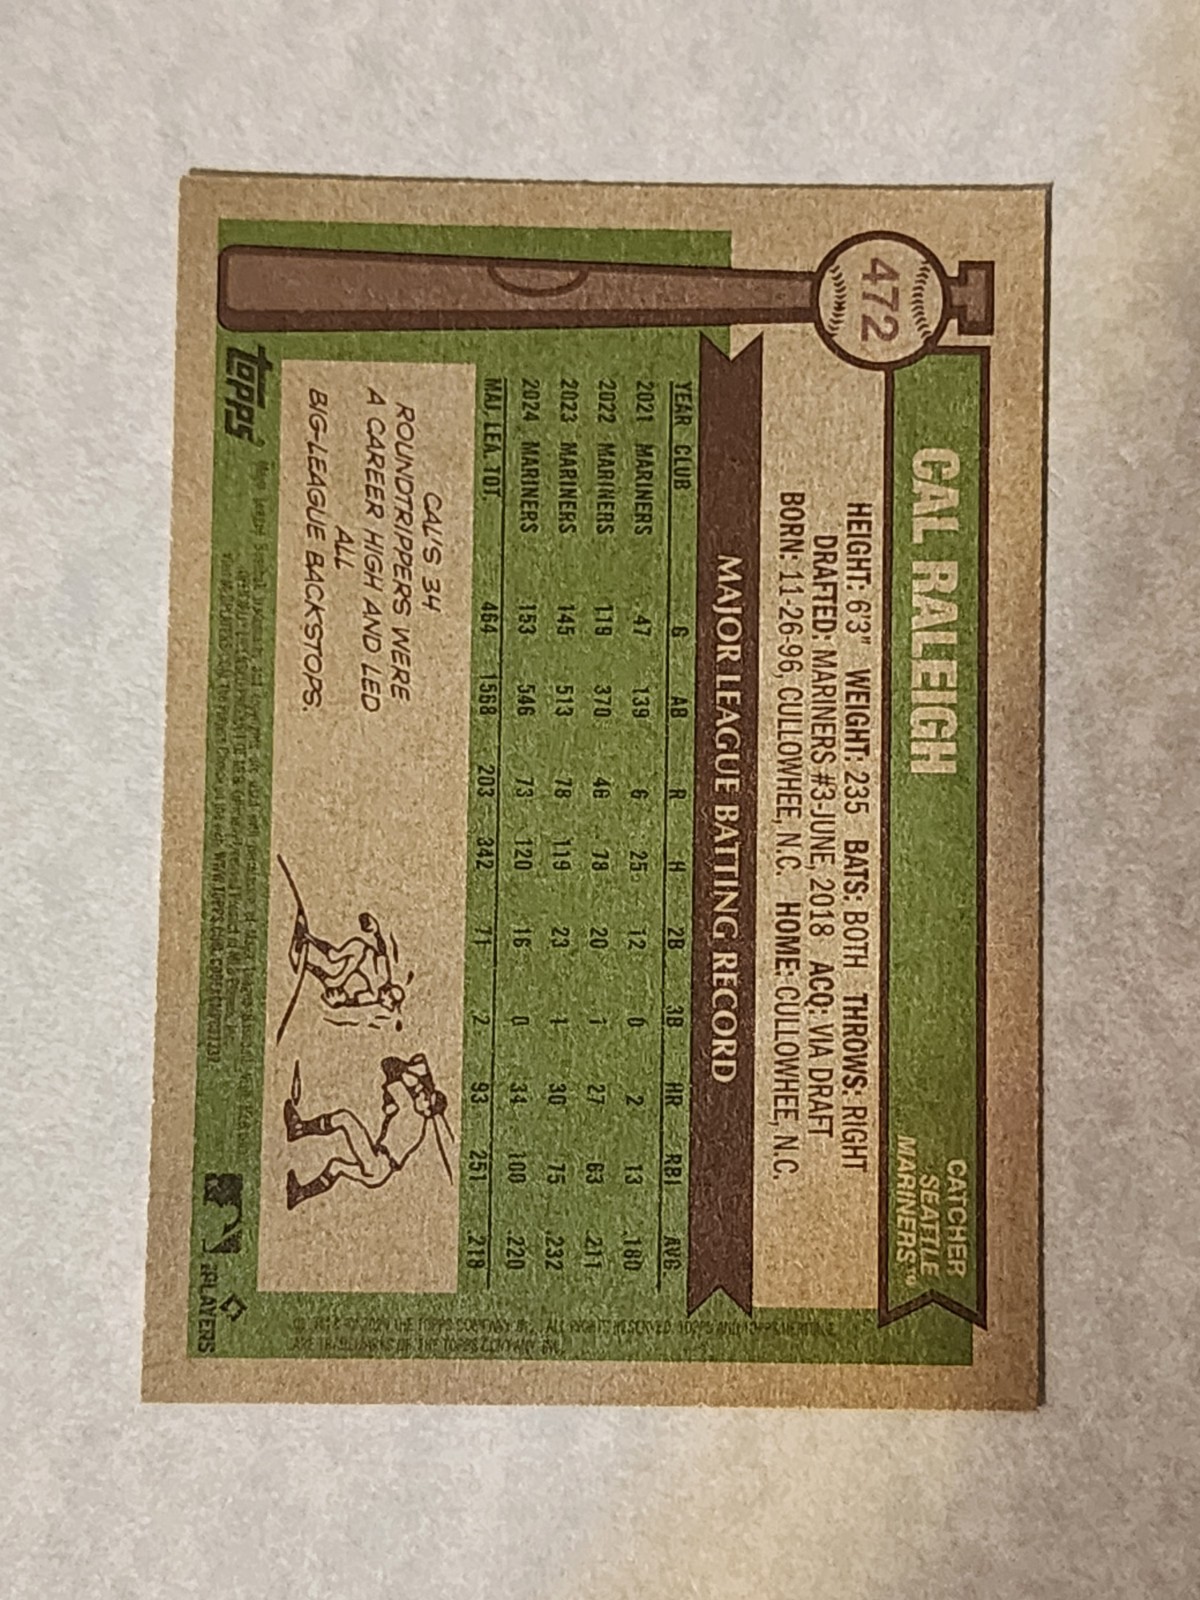 472
CAL RALEIGH
CATCHER
SEATTLE
MARINERS™
HEIGHT: 6'3" WEIGHT: 235 BATS: BOTH THROWS: RIGHT
DRAFTED: MARINERS #3-JUNE, 2018 ACQ: VIA DRAFT
BORN: 11-26-96, CULLOWHEE, N.C. HOME: CULLOWHEE, N.C.
MAJOR LEAGUE BATTING RECORD
YEAR CLUB G AB R H 2B 3B HR RBI AVG
2021 MARINERS 47 139 6 25 12 0 2 13 .180
2022 MARINERS 119 370 46 78 20 1 27 63 .211
2023 MARINERS 145 513 78 119 23 1 30 75 .232
2024 MARINERS 153 546 73 120 16 0 34 100 .220
MAJ. LEA. TOT. 464 1568 203 342 71 2 93 251 .218
CAL'S 34
ROUNDTRIPPERS WERE
A CAREER HIGH AND LED
ALL
BIG-LEAGUE BACKSTOPS.
topps
PLAYERS